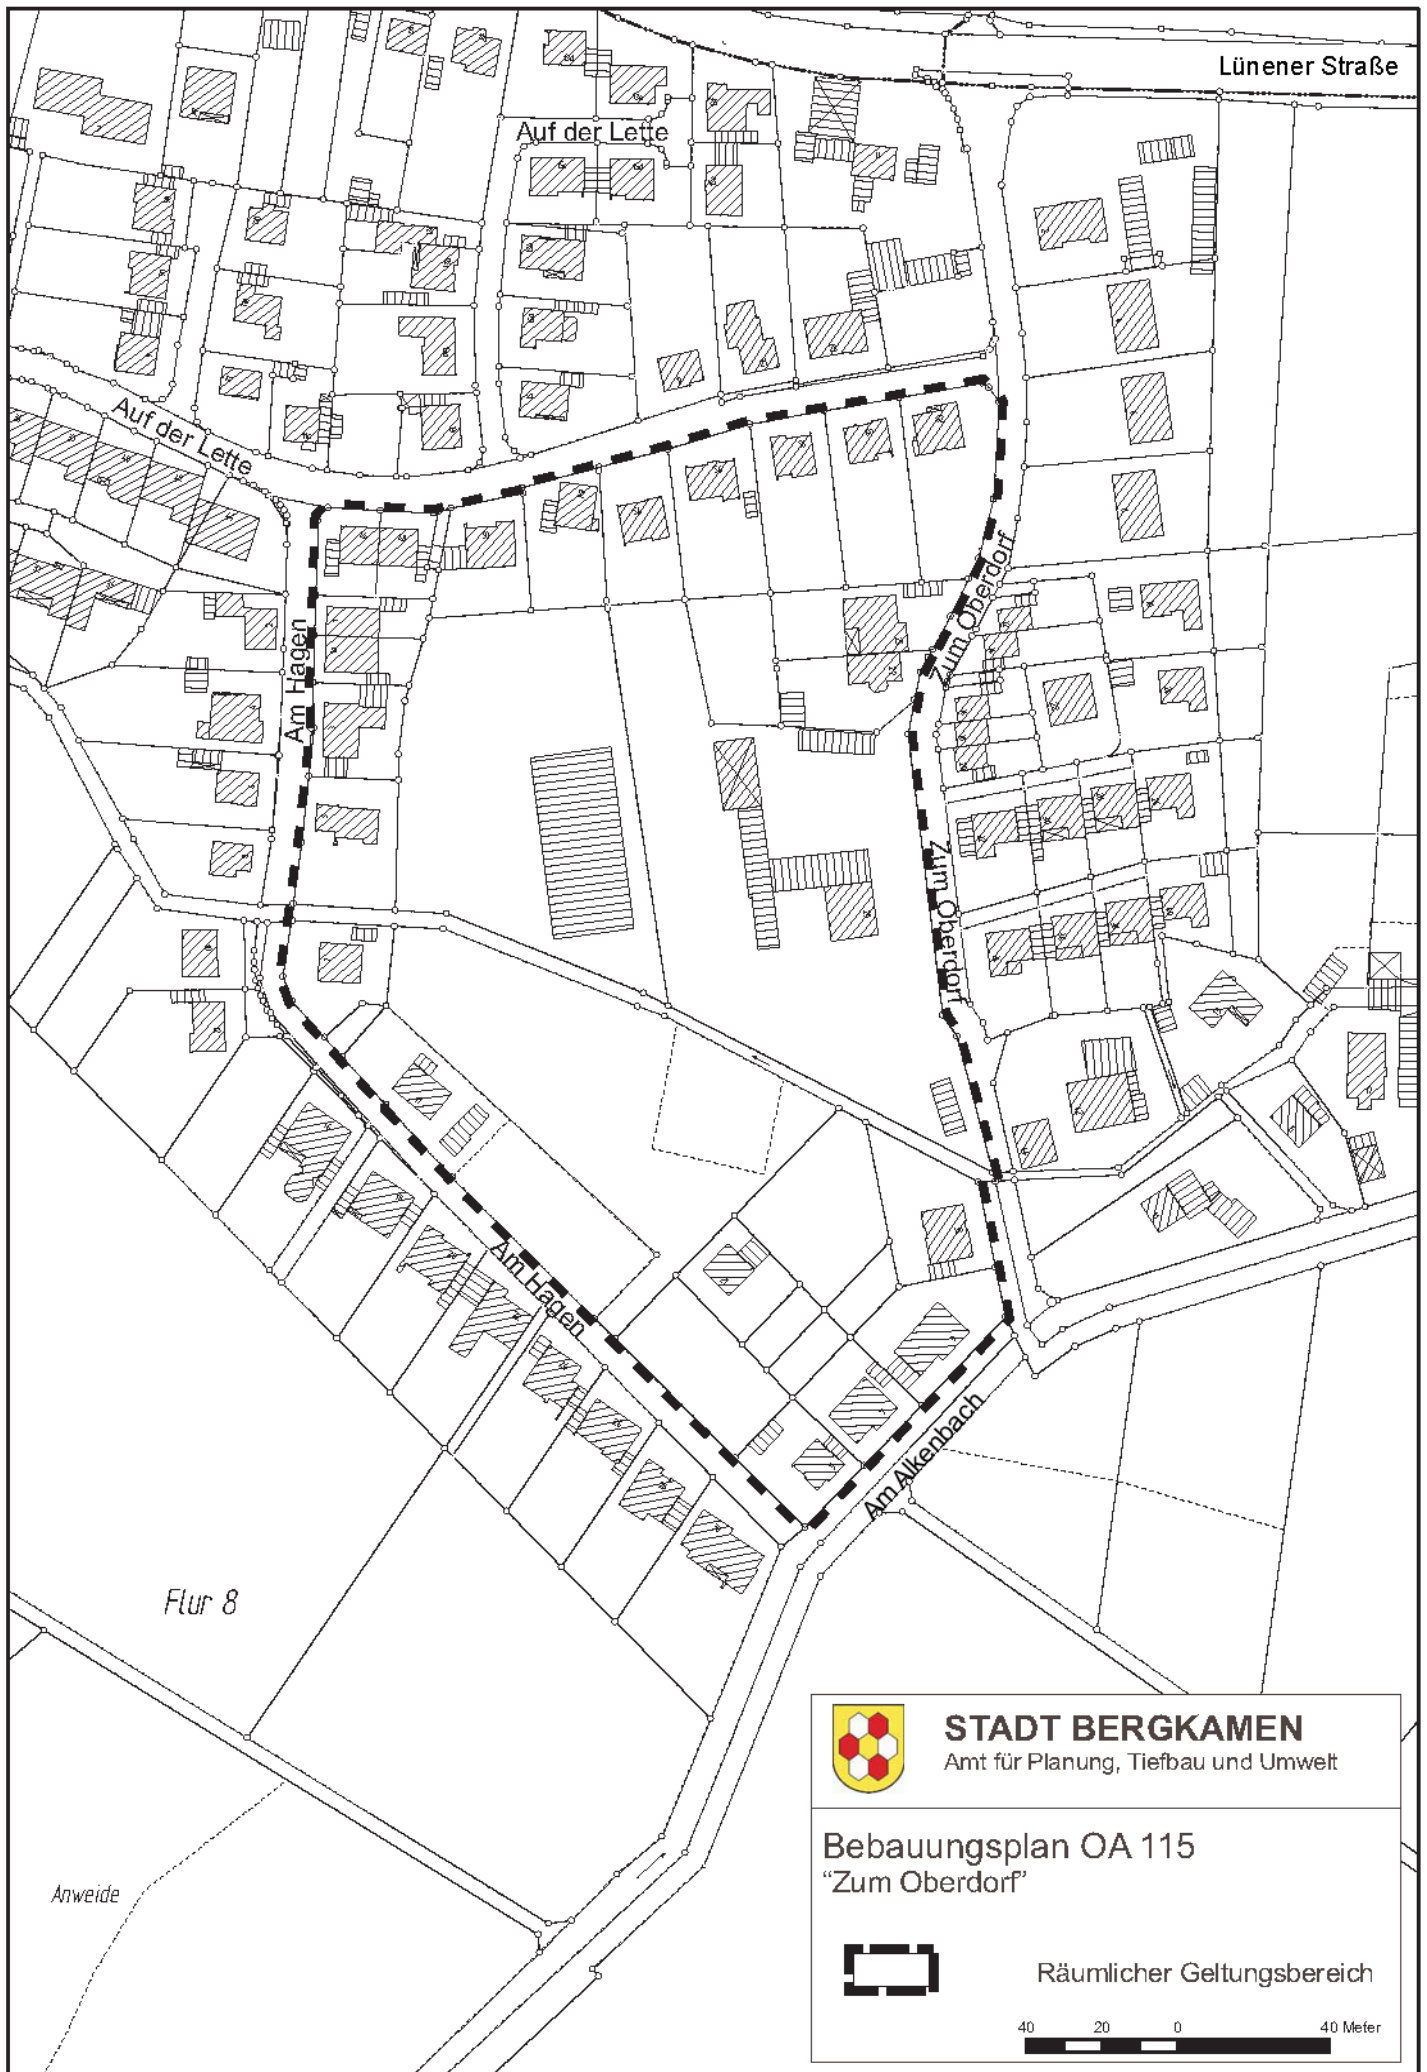 Lünener Straße
Auf der Lette
Auf der Lette
Zum Oberdorf
Am Hagen
Zum Oberdorf
Am Hagen
Am Alkenbach
Flur 8
Anweide
STADT BERGKAMEN
Amt für Planung, Tiefbau und Umwelt
Bebauungsplan OA 115
“Zum Oberdorf”
Räumlicher Geltungsbereich
40 20 0 40 Meter